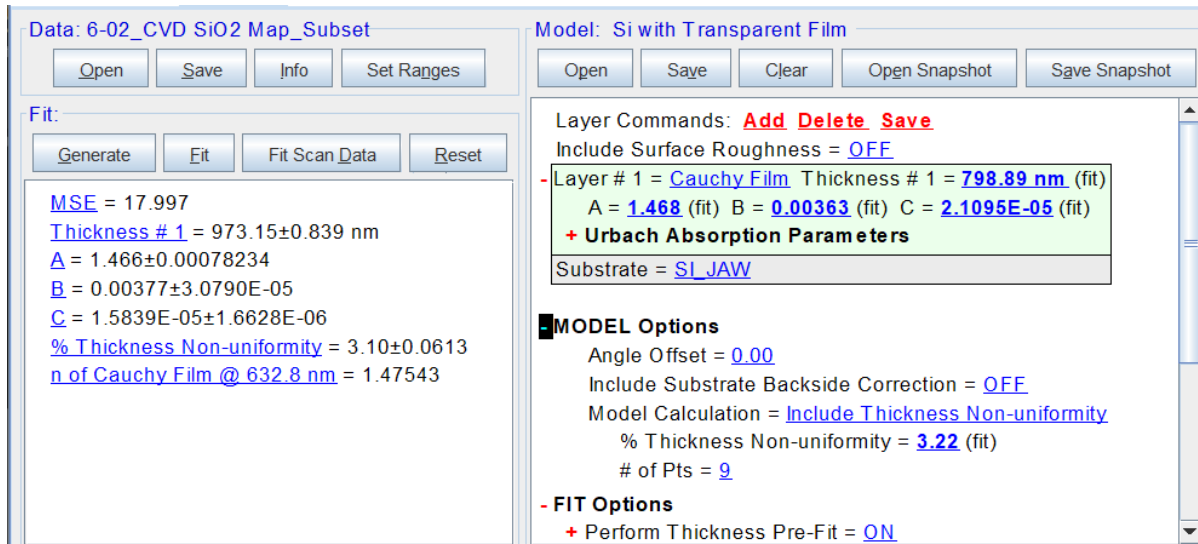 Data: 6-02_CVD SiO2 Map_Subset
Open Save Info Set Ranges
Fit:
Generate Fit Fit Scan Data Reset
MSE = 17.997
Thickness # 1 = 973.15±0.839 nm
A = 1.466±0.00078234
B = 0.00377±3.0790E-05
C = 1.5839E-05±1.6628E-06
% Thickness Non-uniformity = 3.10±0.0613
n of Cauchy Film @ 632.8 nm = 1.47543
Model: Si with Transparent Film
Open Save Clear Open Snapshot Save Snapshot
Layer Commands: Add Delete Save
Include Surface Roughness = OFF
- Layer # 1 = Cauchy Film Thickness # 1 = 798.89 nm (fit)
A = 1.468 (fit) B = 0.00363 (fit) C = 2.1095E-05 (fit)
+ Urbach Absorption Parameters
Substrate = SI_JAW
- MODEL Options
Angle Offset = 0.00
Include Substrate Backside Correction = OFF
Model Calculation = Include Thickness Non-uniformity
% Thickness Non-uniformity = 3.22 (fit)
# of Pts = 9
- FIT Options
+ Perform Thickness Pre-Fit = ON